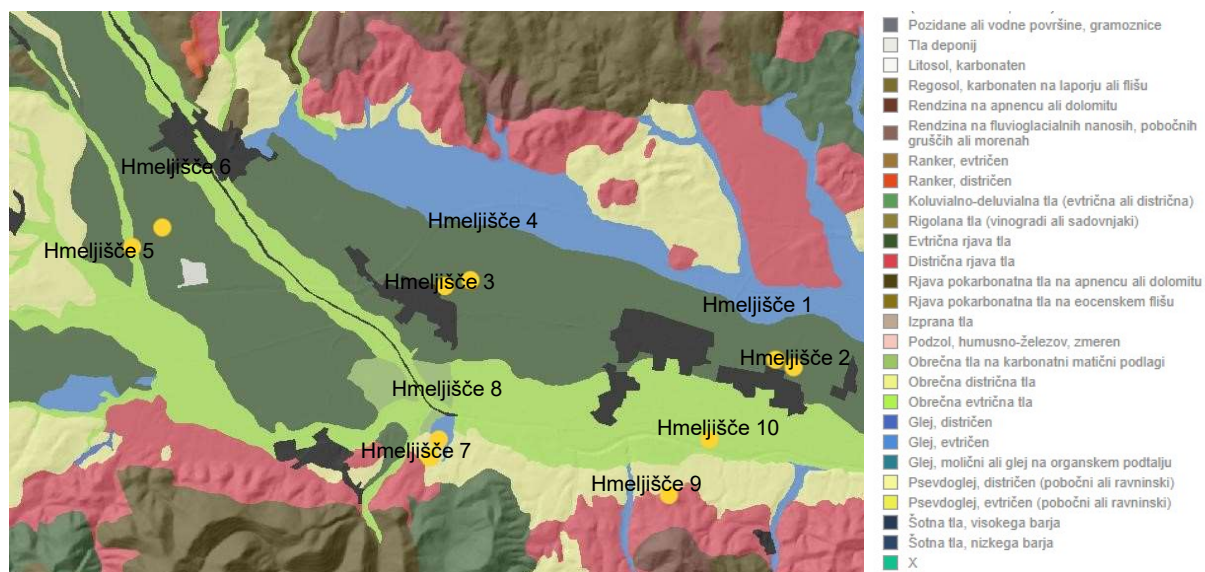 Hmeljišče 6
Hmeljišče 4
Hmeljišče 5
Hmeljišče 3
Hmeljišče 1
Hmeljišče 2
Hmeljišče 8
Hmeljišče 10
Hmeljišče 7
Hmeljišče 9
Pozidane ali vodne površine, gramoznice
Tla deponij
Litosol, karbonaten
Regosol, karbonaten na laporju ali flišu
Rendzina na apnencu ali dolomitu
Rendzina na fluvioglacialnih nanosih, pobočnih
gruščih ali morenah
Ranker, evtričen
Ranker, distričen
Koluvialno-deluvialna tla (evtrična ali distrična)
Rigolana tla (vinogradi ali sadovnjaki)
Evtrična rjava tla
Distrična rjava tla
Rjava pokarbonatna tla na apnencu ali dolomitu
Rjava pokarbonatna tla na eocenskem flišu
Izprana tla
Podzol, humusno-železov, zmeren
Obrečna tla na karbonatni matični podlagi
Obrečna distrična tla
Obrečna evtrična tla
Glej, distričen
Glej, evtričen
Glej, molični ali glej na organskem podtalju
Psevdoglej, distričen (pobočni ali ravninski)
Psevdoglej, evtričen (pobočni ali ravninski)
Šotna tla, visokega barja
Šotna tla, nizkega barja
X